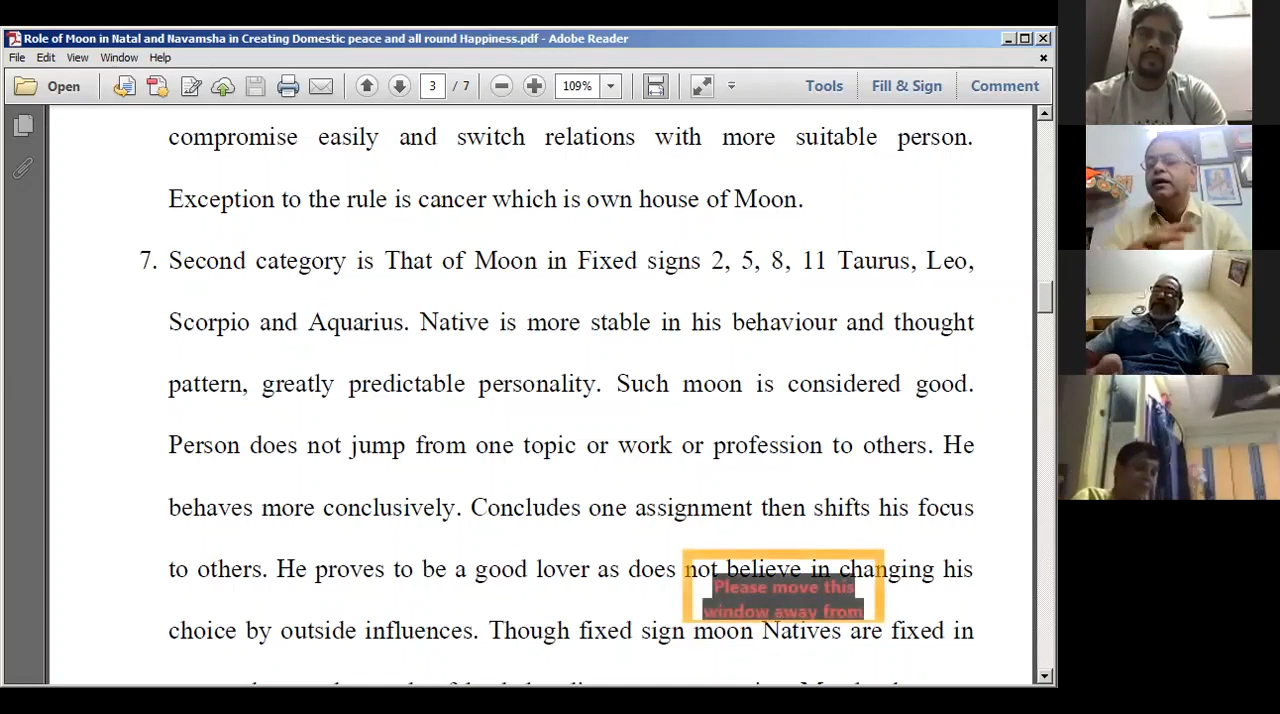 Role of Moon in Natal and Navamsha in Creating Domestic peace and all round Happiness.pdf - Adobe Reader
File Edit View Window Help
Open 3 / 7 109% Tools Fill & Sign Comment
compromise easily and switch relations with more suitable person.
Exception to the rule is cancer which is own house of Moon.
7. Second category is That of Moon in Fixed signs 2, 5, 8, 11 Taurus, Leo,
Scorpio and Aquarius. Native is more stable in his behaviour and thought
pattern, greatly predictable personality. Such moon is considered good.
Person does not jump from one topic or work or profession to others. He
behaves more conclusively. Concludes one assignment then shifts his focus
to others. He proves to be a good lover as does not believe in changing his
Please move this
window away from
choice by outside influences. Though fixed sign moon Natives are fixed in